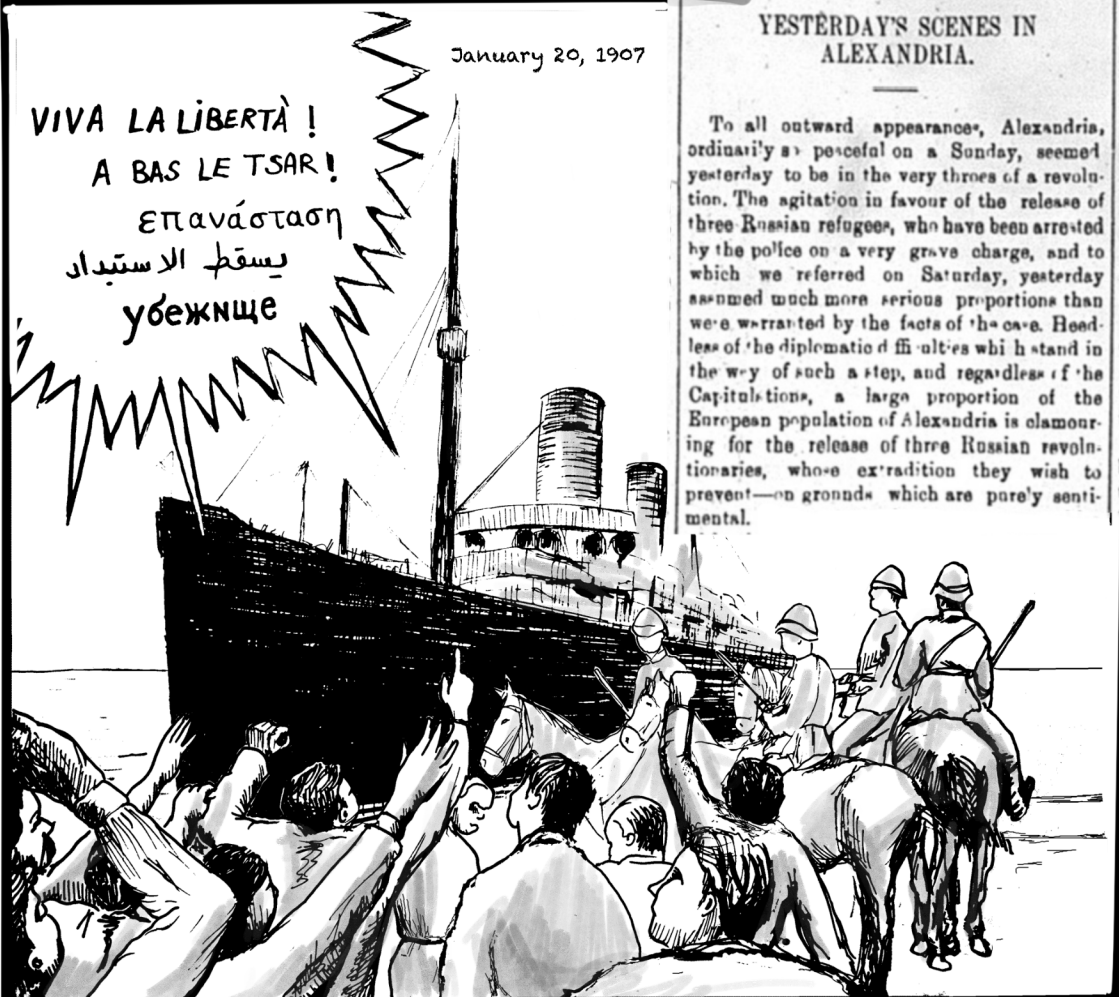 VIVA LA LIBERTÀ !
A BAS LE TSAR !
επανάσταση
يسقط الاستبداد
убежище
January 20, 1907
YESTERDAY'S SCENES IN
ALEXANDRIA.
To all outward appearances, Alexandria,
ordinarily so peaceful on a Sunday, seemed
yesterday to be in the very throes of a revolu-
tion. The agitation in favour of the release of
three Russian refugees, who have been arrested
by the police on a very grave charge, and to
which we referred on Saturday, yesterday
assumed much more serious proportions than
were warranted by the facts of the case. Heed-
less of the diplomatic difficulties which stand in
the way of such a step, and regardless of the
Capitulations, a large proportion of the
European population of Alexandria is clamour-
ing for the release of three Russian revolu-
tionaries, whose extradition they wish to
prevent—on grounds which are purely senti-
mental.